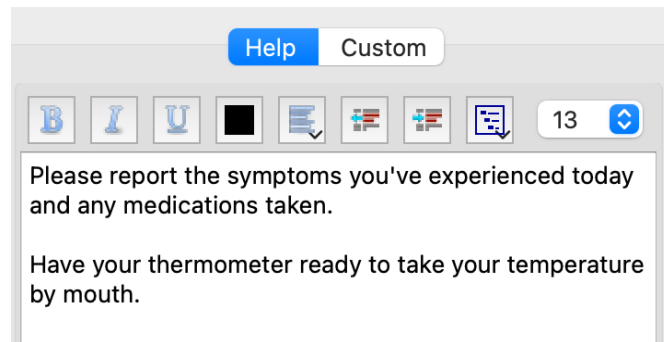 Help Custom
B I U 13
Please report the symptoms you've experienced today
and any medications taken.
Have your thermometer ready to take your temperature
by mouth.